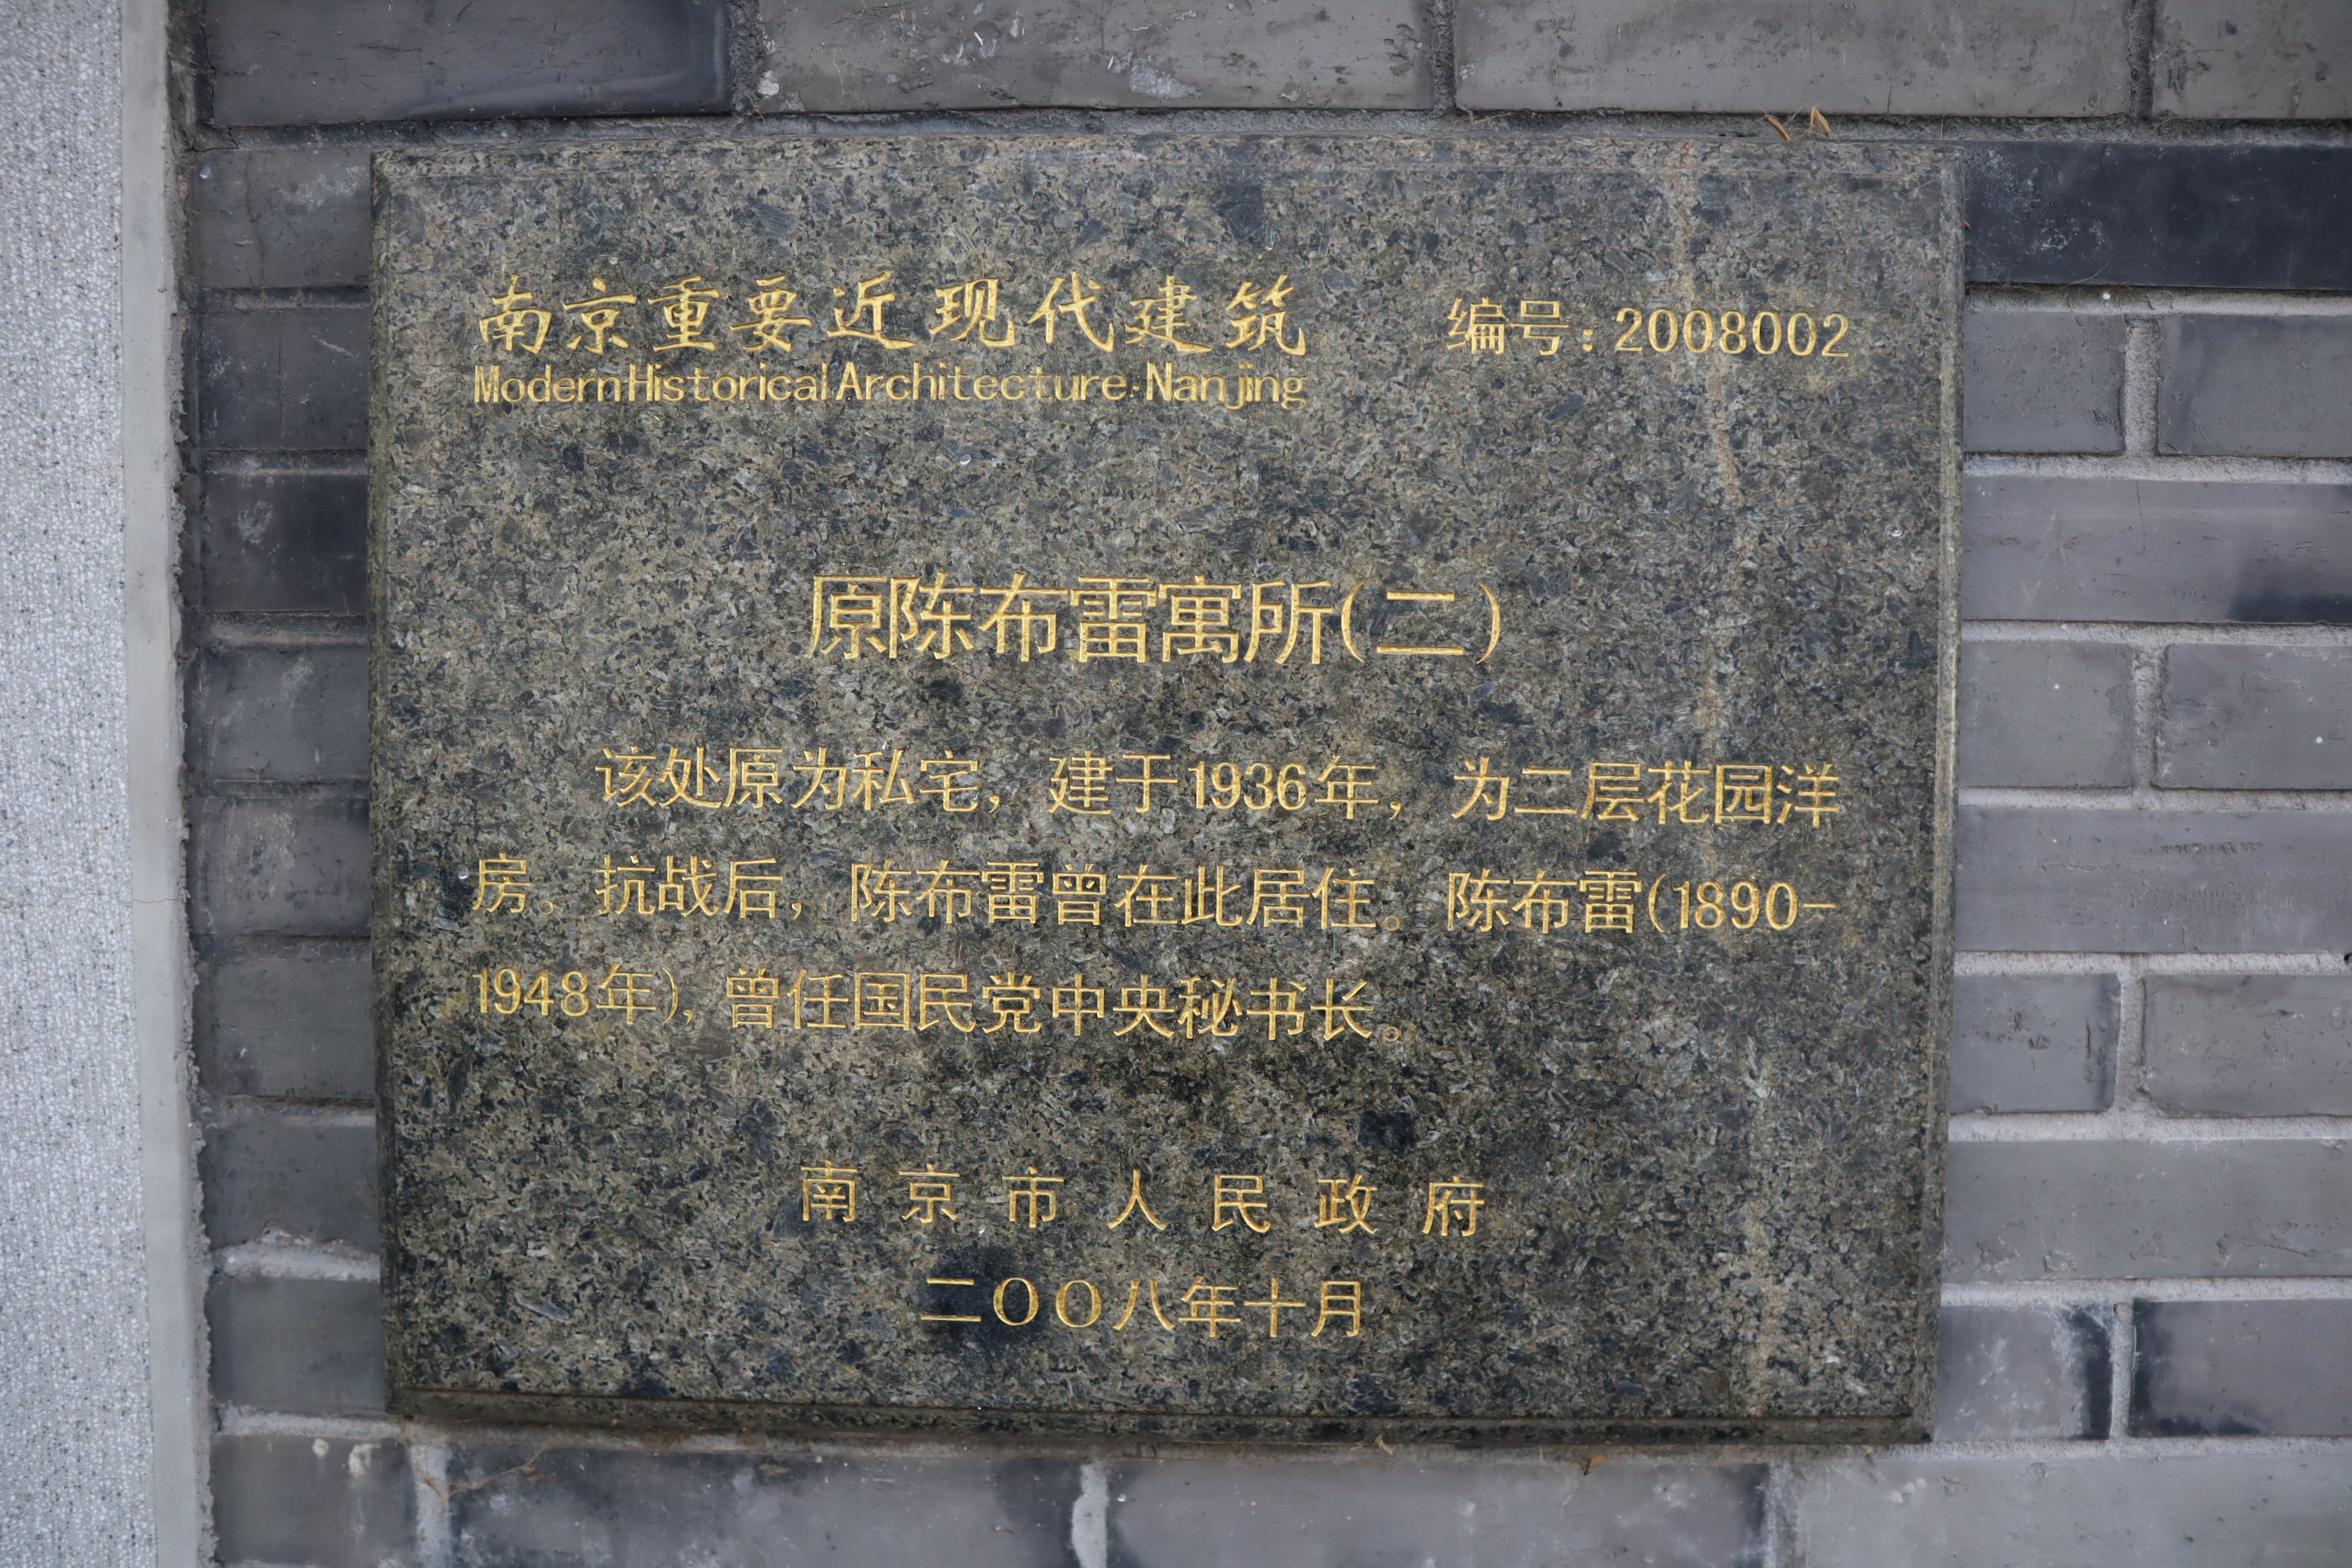 南京重要近现代建筑
编号：2008002
Modern Historical Architecture·Nanjing
原陈布雷寓所(二)
该处原为私宅，建于1936年，为二层花园洋
房。抗战后，陈布雷曾在此居住。陈布雷(1890-
1948年)，曾任国民党中央秘书长。
南京市人民政府
二〇〇八年十月